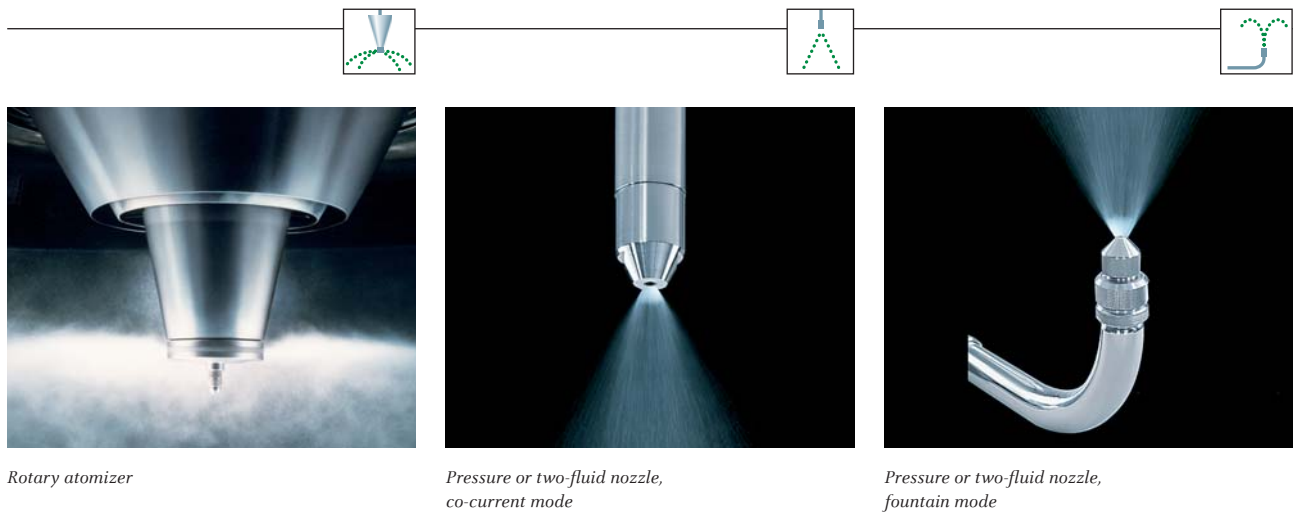 Rotary atomizer
Pressure or two-fluid nozzle,
co-current mode
Pressure or two-fluid nozzle,
fountain mode